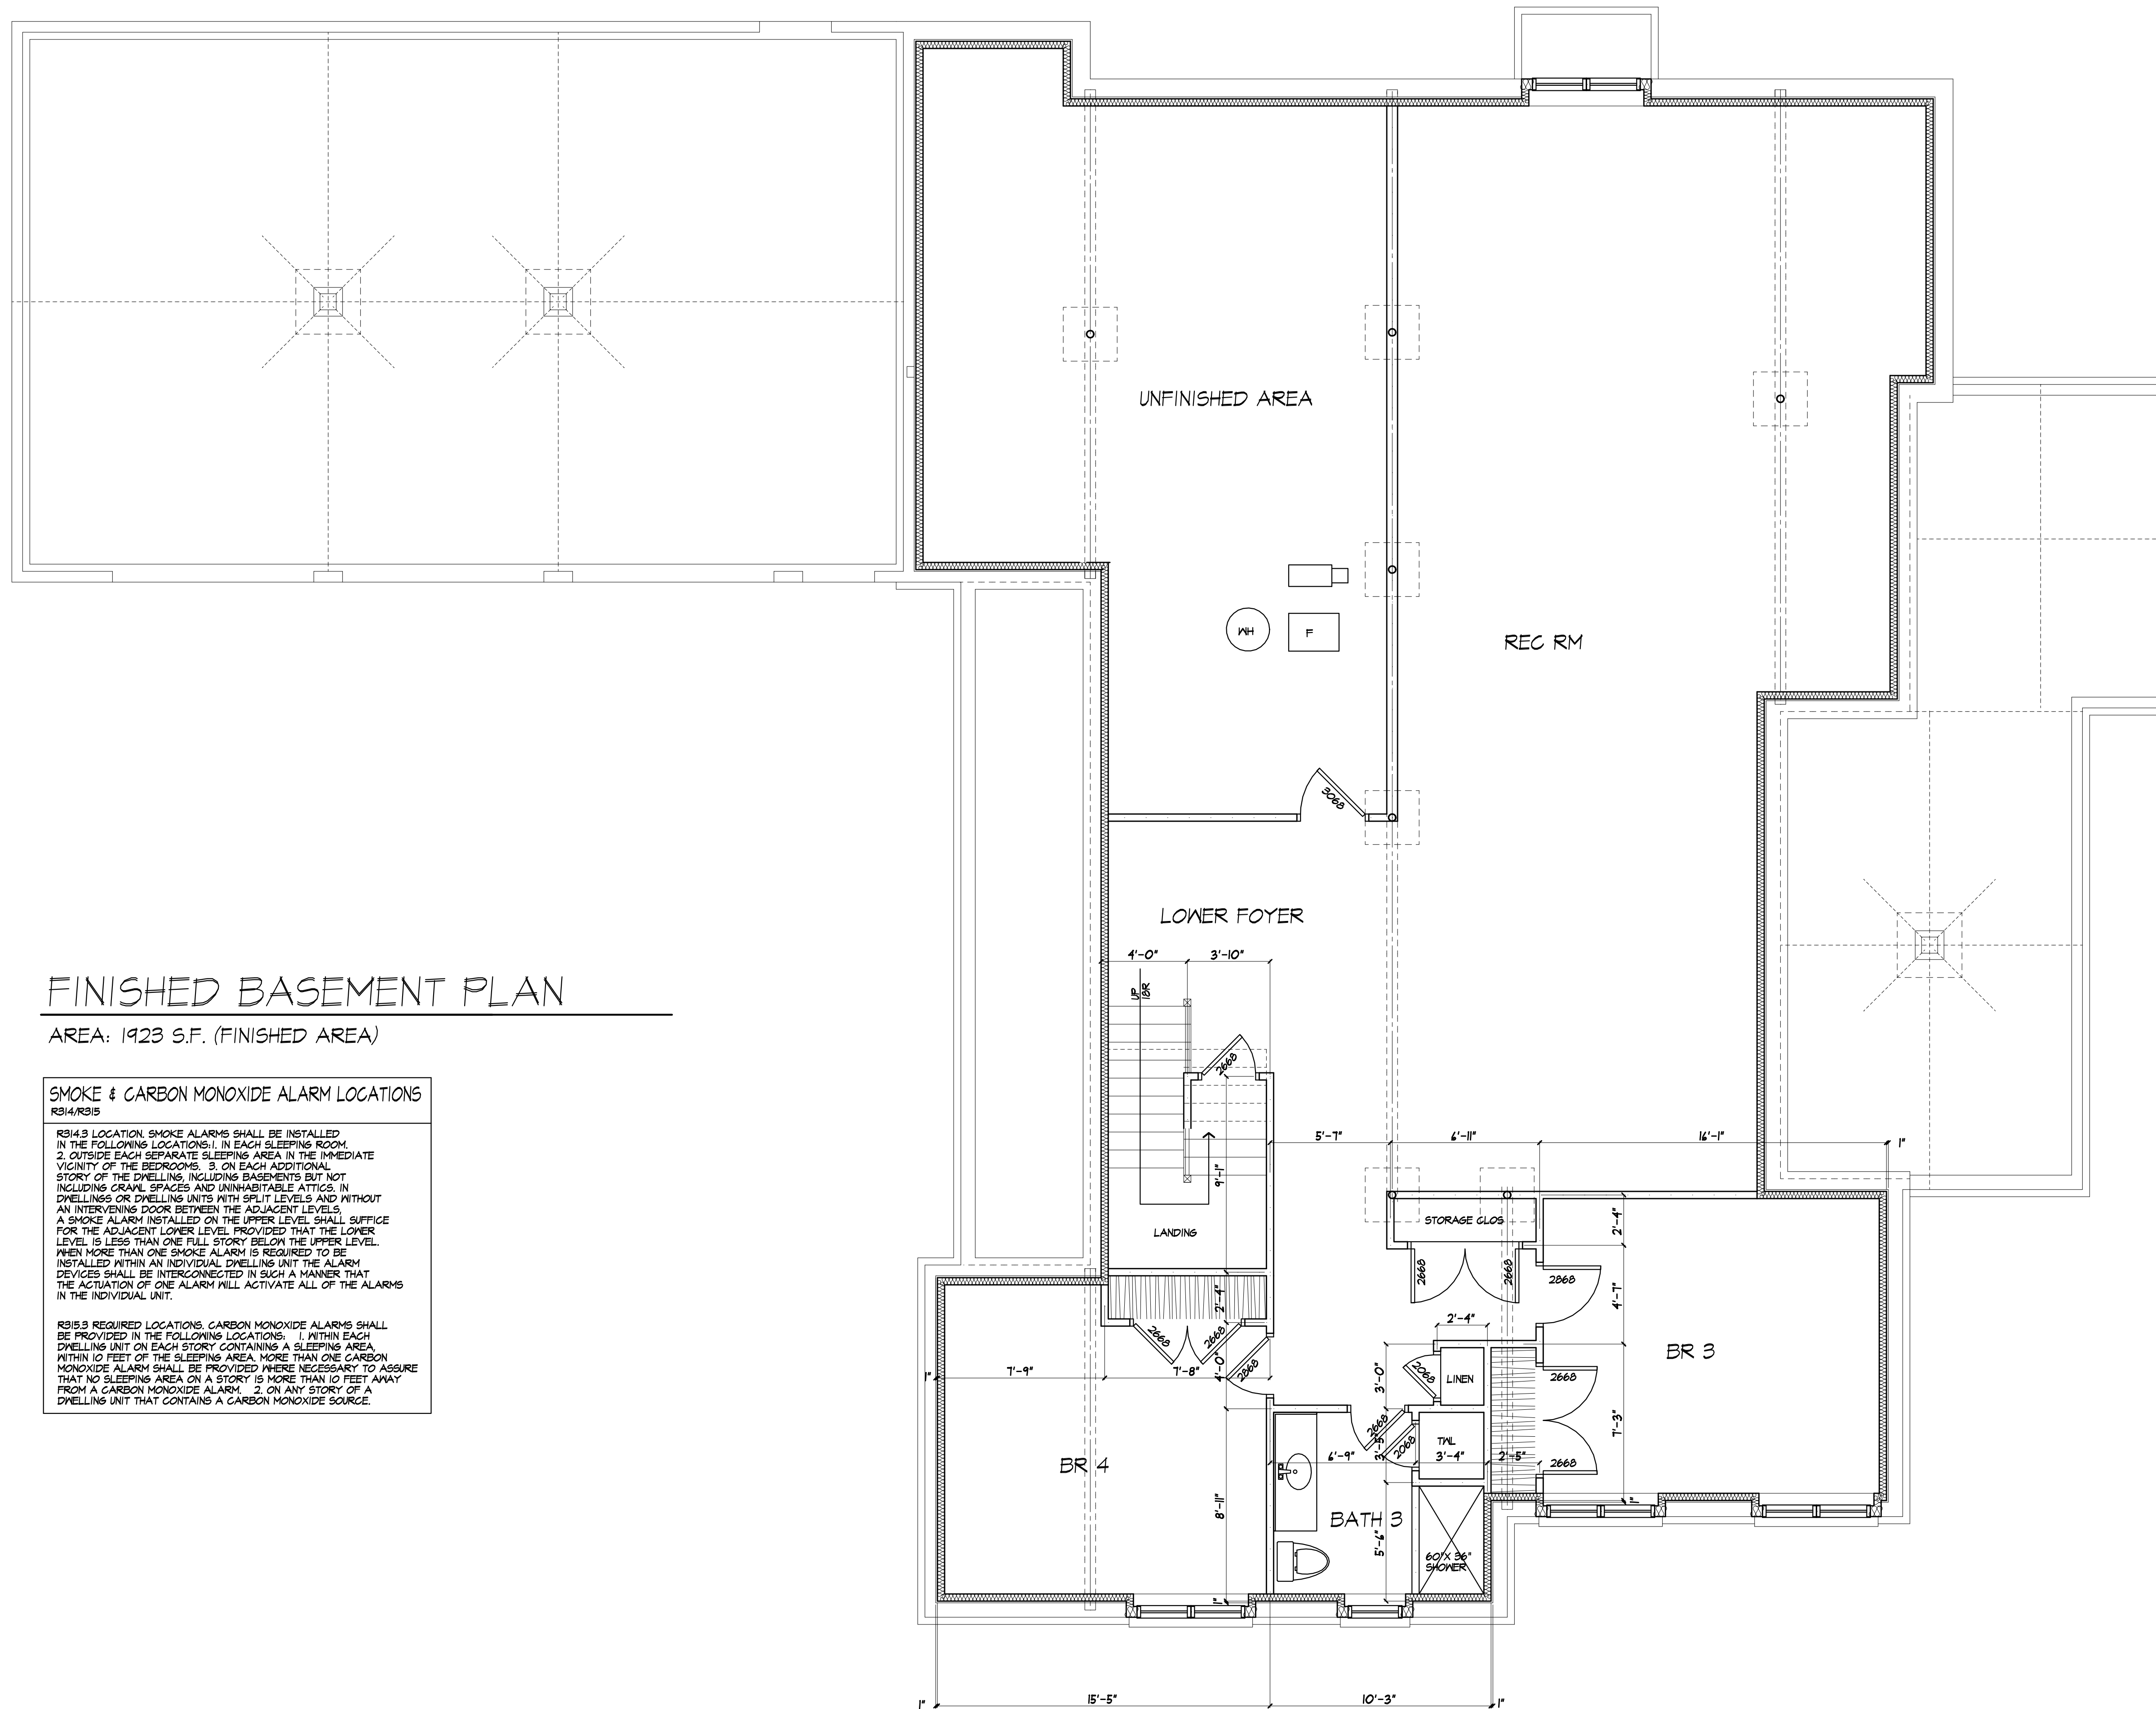 UNFINISHED AREA
WH
F
REC RM
3068
LOWER FOYER
4'-0"
3'-10"
UP
18R
2668
FINISHED BASEMENT PLAN
AREA: 1923 S.F. (FINISHED AREA)
SMOKE & CARBON MONOXIDE ALARM LOCATIONS
R314/R315
R314.3 LOCATION. SMOKE ALARMS SHALL BE INSTALLED
IN THE FOLLOWING LOCATIONS:1. IN EACH SLEEPING ROOM.
2. OUTSIDE EACH SEPARATE SLEEPING AREA IN THE IMMEDIATE
VICINITY OF THE BEDROOMS. 3. ON EACH ADDITIONAL
STORY OF THE DWELLING, INCLUDING BASEMENTS BUT NOT
INCLUDING CRAWL SPACES AND UNINHABITABLE ATTICS. IN
DWELLINGS OR DWELLING UNITS WITH SPLIT LEVELS AND WITHOUT
AN INTERVENING DOOR BETWEEN THE ADJACENT LEVELS,
A SMOKE ALARM INSTALLED ON THE UPPER LEVEL SHALL SUFFICE
FOR THE ADJACENT LOWER LEVEL PROVIDED THAT THE LOWER
LEVEL IS LESS THAN ONE FULL STORY BELOW THE UPPER LEVEL.
WHEN MORE THAN ONE SMOKE ALARM IS REQUIRED TO BE
INSTALLED WITHIN AN INDIVIDUAL DWELLING UNIT THE ALARM
DEVICES SHALL BE INTERCONNECTED IN SUCH A MANNER THAT
THE ACTUATION OF ONE ALARM WILL ACTIVATE ALL OF THE ALARMS
IN THE INDIVIDUAL UNIT.
R315.3 REQUIRED LOCATIONS. CARBON MONOXIDE ALARMS SHALL
BE PROVIDED IN THE FOLLOWING LOCATIONS: 1. WITHIN EACH
DWELLING UNIT ON EACH STORY CONTAINING A SLEEPING AREA,
WITHIN 10 FEET OF THE SLEEPING AREA. MORE THAN ONE CARBON
MONOXIDE ALARM SHALL BE PROVIDED WHERE NECESSARY TO ASSURE
THAT NO SLEEPING AREA ON A STORY IS MORE THAN 10 FEET AWAY
FROM A CARBON MONOXIDE ALARM. 2. ON ANY STORY OF A
DWELLING UNIT THAT CONTAINS A CARBON MONOXIDE SOURCE.
5'-7"
6'-11"
16'-1"
1"
9'-1"
LANDING
STORAGE CLOS
2'-4"
2668
2668
2868
4'-7"
2'-4"
2'-4"
2668
2668
2868
4'-0"
1"
7'-9"
7'-8"
3'-0"
2068
LINEN
BR 3
2668
7'-3"
2668
2668
3'-5"
2068
TWL
6'-9"
3'-4"
2'-5"
BR 4
8'-11"
BATH 3
5'-6"
60"X 36"
SHOWER
1"
1"
1"
15'-5"
10'-3"
1"